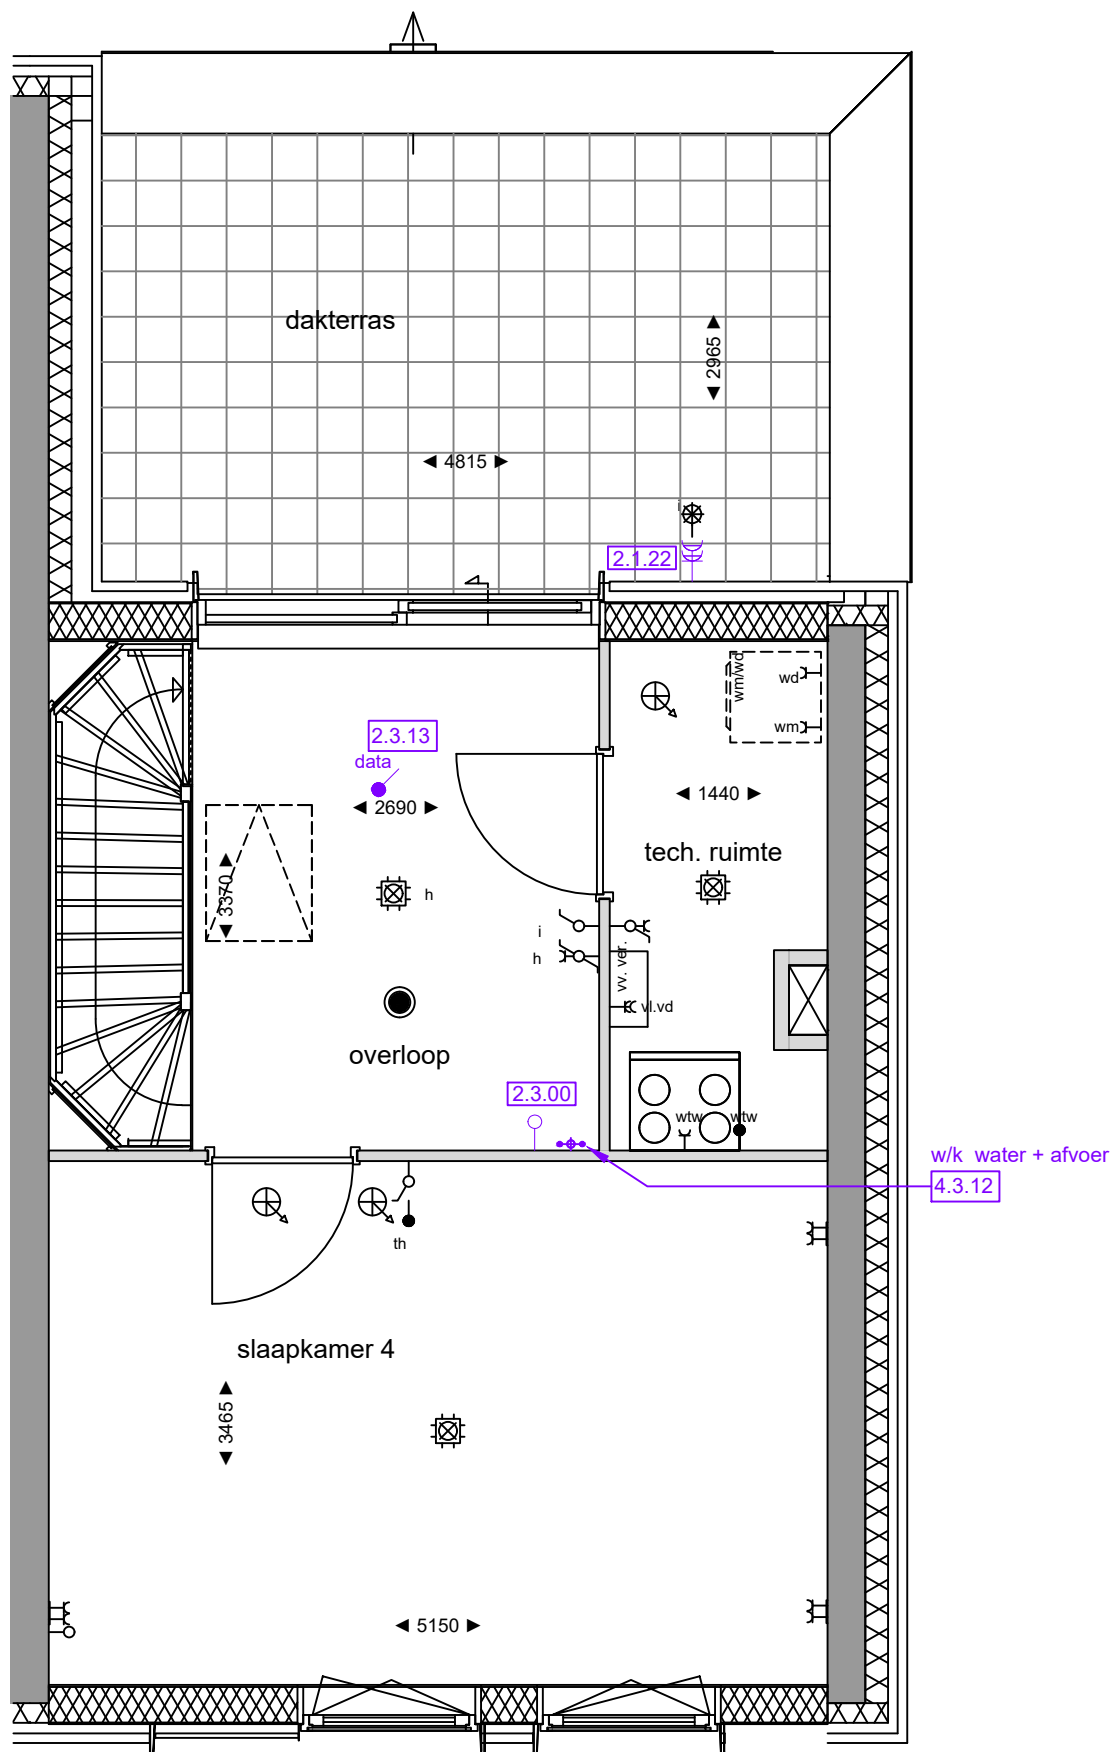 dakterras
2965
4815
i
2.1.22
wm/wd
wd
wm
2.3.13
data
2690
1440
tech. ruimte
3370
h
i
h
vv. ver.
vl.vd
overloop
2.3.00
wtw
wtw
w/k water + afvoer
4.3.12
th
slaapkamer 4
3465
5150